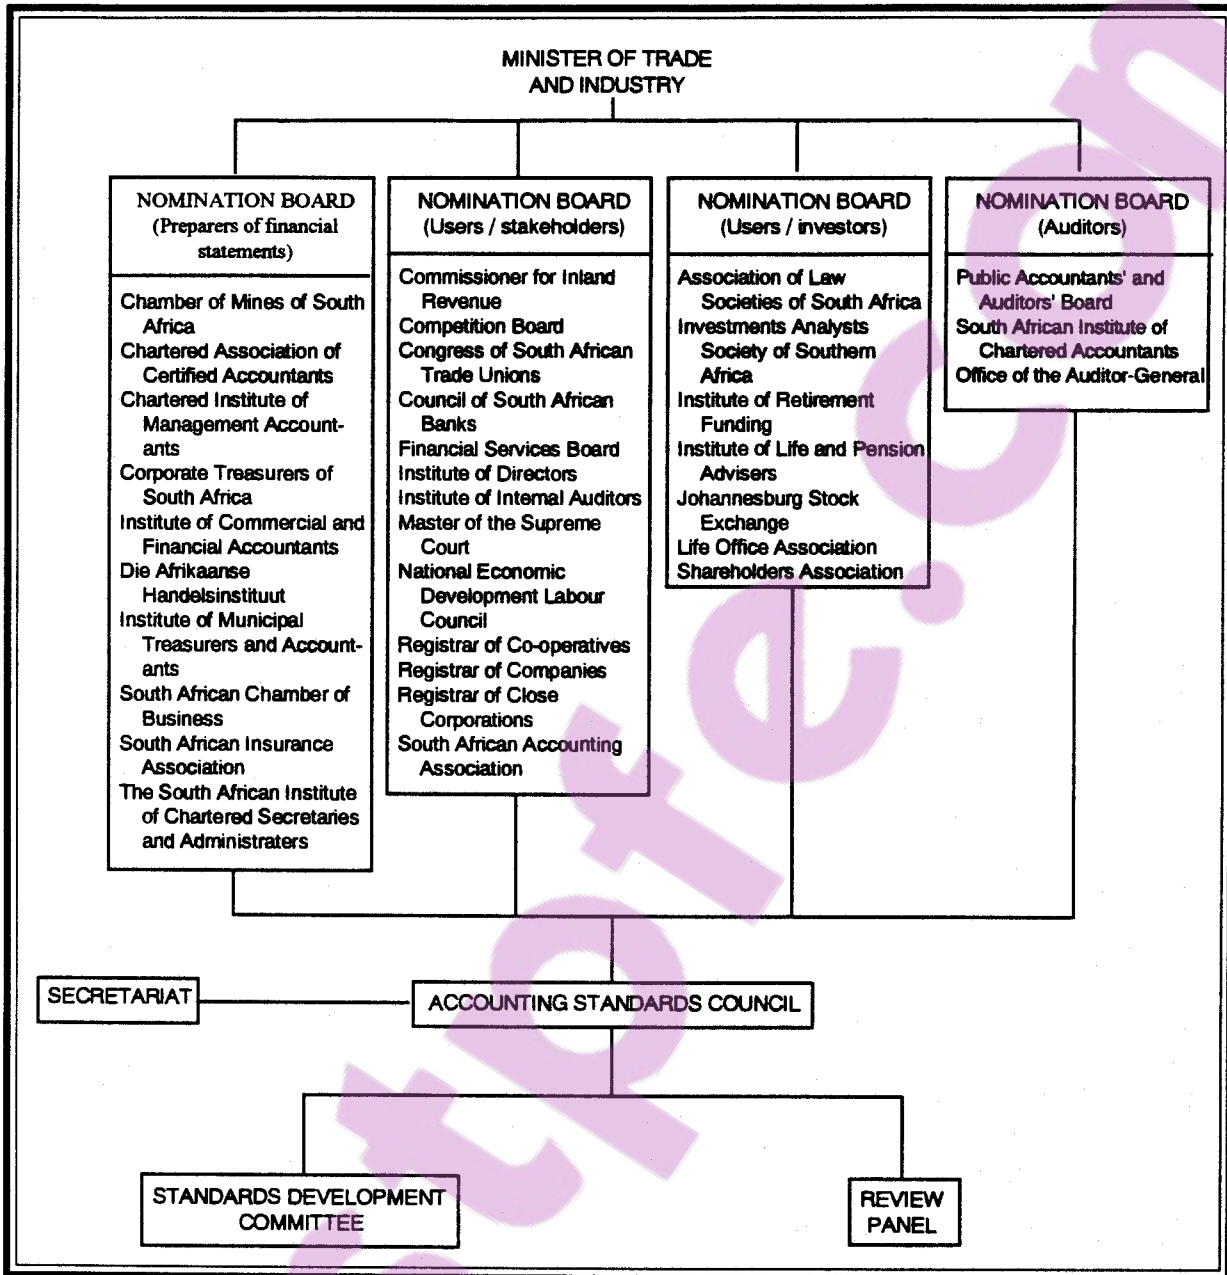 MINISTER OF TRADE
AND INDUSTRY
NOMINATION BOARD
(Preparers of financial
statements)
Chamber of Mines of South
Africa
Chartered Association of
Certified Accountants
Chartered Institute of
Management Account-
ants
Corporate Treasurers of
South Africa
Institute of Commercial and
Financial Accountants
Die Afrikaanse
Handelsinstituut
Institute of Municipal
Treasurers and Account-
ants
South African Chamber of
Business
South African Insurance
Association
The South African Institute
of Chartered Secretaries
and Administraters
NOMINATION BOARD
(Users / stakeholders)
Commissioner for Inland
Revenue
Competition Board
Congress of South African
Trade Unions
Council of South African
Banks
Financial Services Board
Institute of Directors
Institute of Internal Auditors
Master of the Supreme
Court
National Economic
Development Labour
Council
Registrar of Co-operatives
Registrar of Companies
Registrar of Close
Corporations
South African Accounting
Association
NOMINATION BOARD
(Users / investors)
Association of Law
Societies of South Africa
Investments Analysts
Society of Southern
Africa
Institute of Retirement
Funding
Institute of Life and Pension
Advisers
Johannesburg Stock
Exchange
Life Office Association
Shareholders Association
NOMINATION BOARD
(Auditors)
Public Accountants' and
Auditors' Board
South African Institute of
Chartered Accountants
Office of the Auditor-General
SECRETARIAT
ACCOUNTING STANDARDS COUNCIL
STANDARDS DEVELOPMENT
COMMITTEE
REVIEW
PANEL
stpfe.com